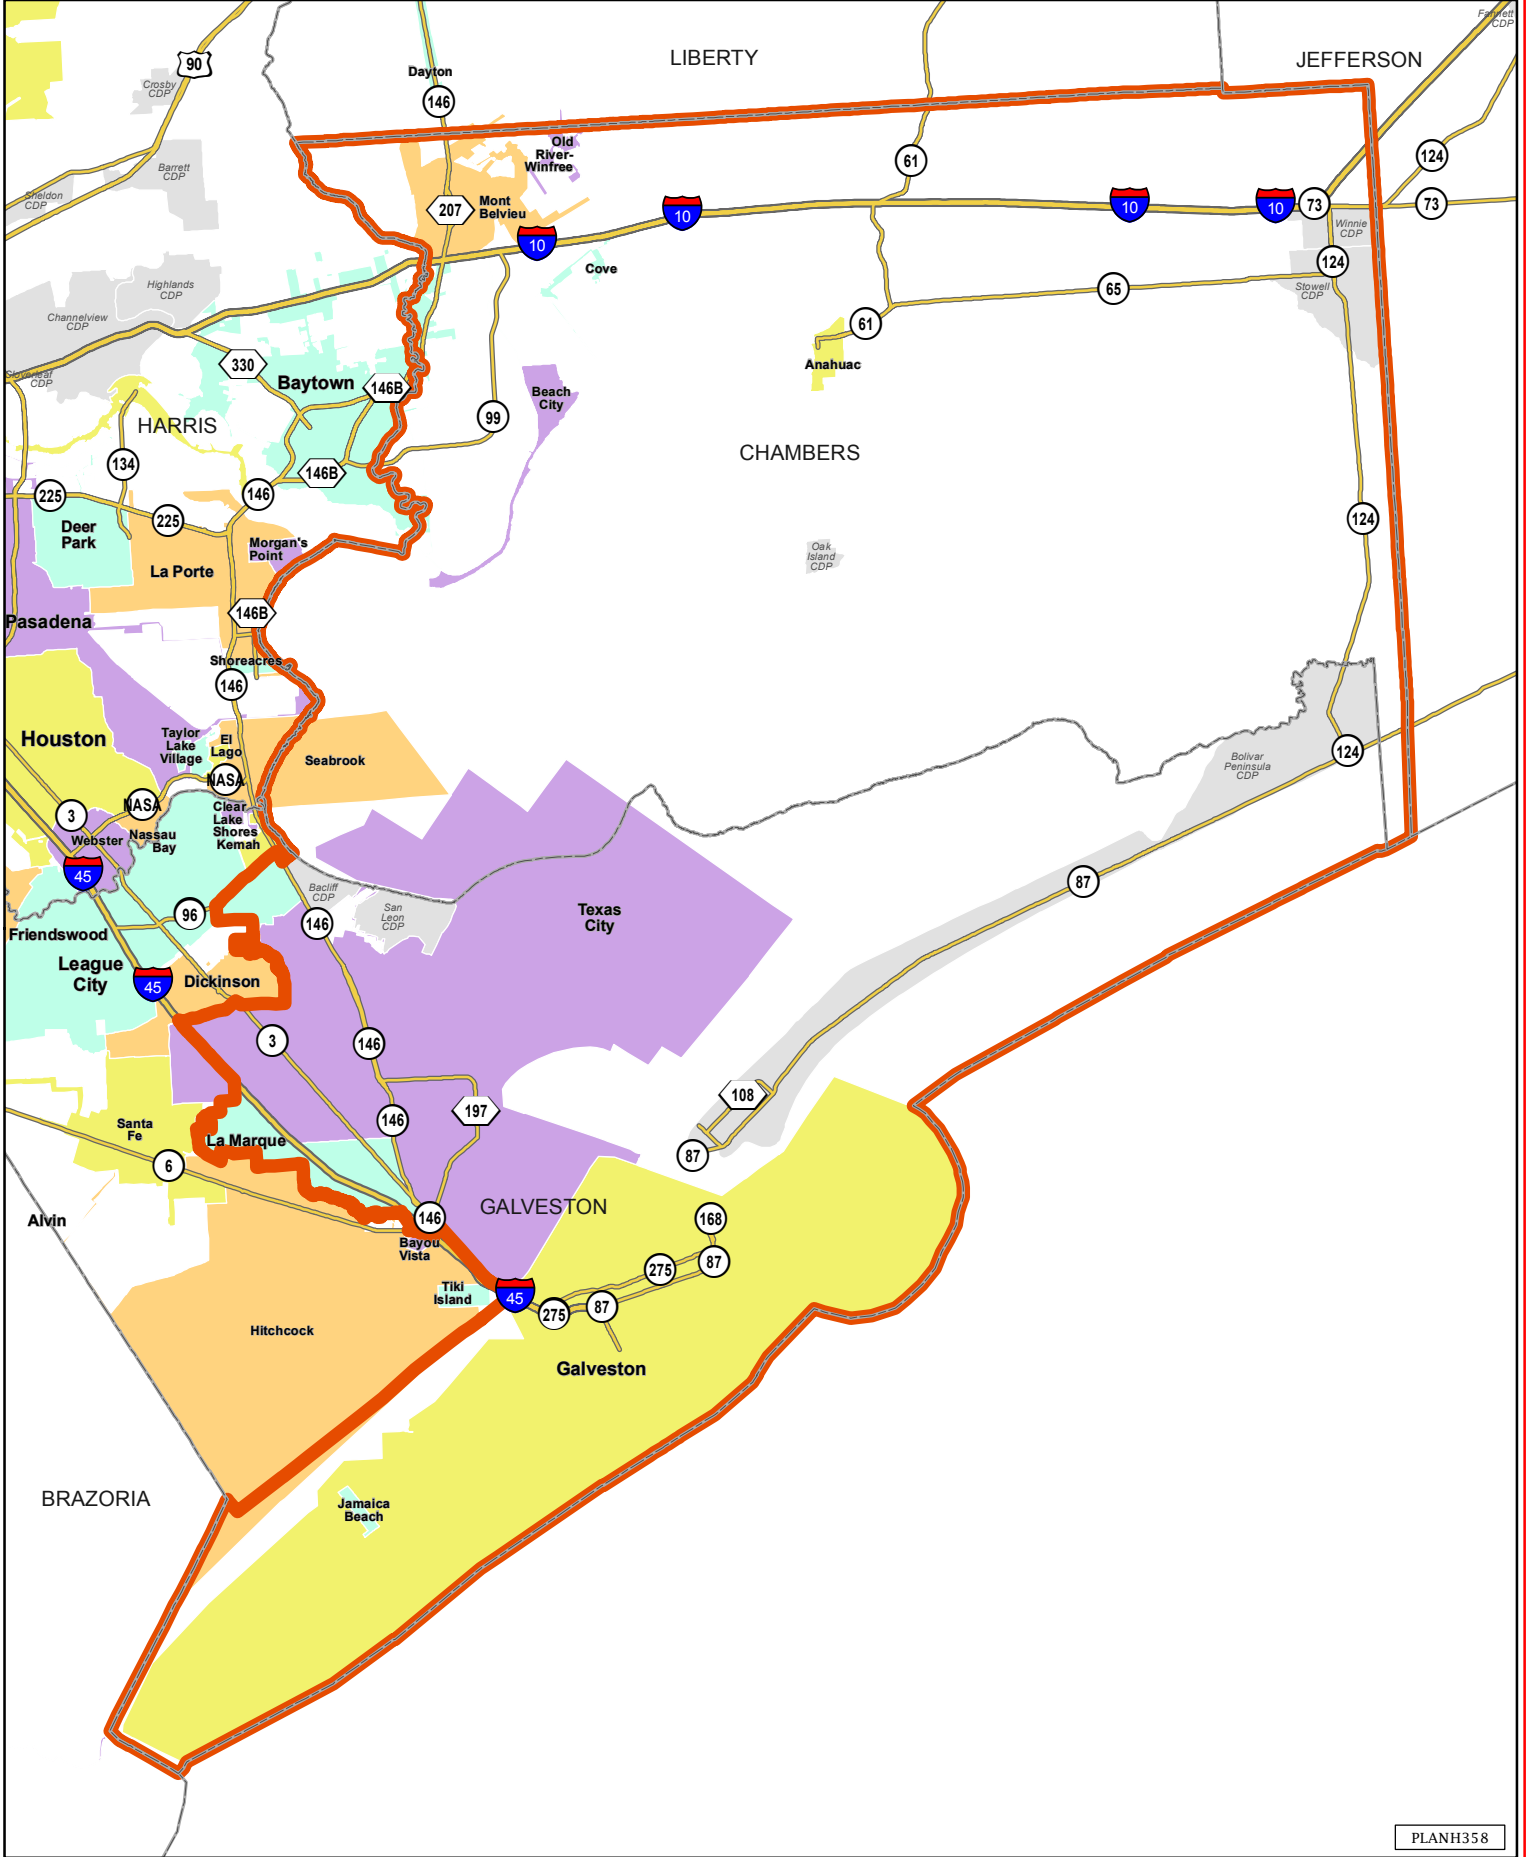 Fannett
CDP
LIBERTY
JEFFERSON
90
Dayton
Crosby
CDP
146
Old
River-
Winfree
61
124
Barrett
CDP
Sheldon
CDP
Mont
Belvieu
207
10
10
10
73
73
Winnie
CDP
10
Cove
124
Highlands
CDP
65
Stowell
CDP
Channelview
CDP
61
330
Anahuac
Cloverleaf
CDP
Baytown
146B
Beach
City
99
HARRIS
CHAMBERS
134
146B
225
146
225
124
Deer
Park
Morgan's
Point
Oak
Island
CDP
La Porte
146B
Pasadena
Shoreacres
146
Houston
Taylor
Lake
Village
El
Lago
Seabrook
124
Bolivar
Peninsula
CDP
NASA
NASA
3
Clear
Lake
Shores
Kemah
Webster
Nassau
Bay
45
87
Bacliff
CDP
San
Leon
CDP
96
146
Texas
City
Friendswood
League
City
Dickinson
45
3
146
108
197
146
Santa
Fe
La Marque
87
6
GALVESTON
Alvin
146
168
Bayou
Vista
87
275
Tiki
Island
45
275
87
Hitchcock
Galveston
BRAZORIA
Jamaica
Beach
PLANH358